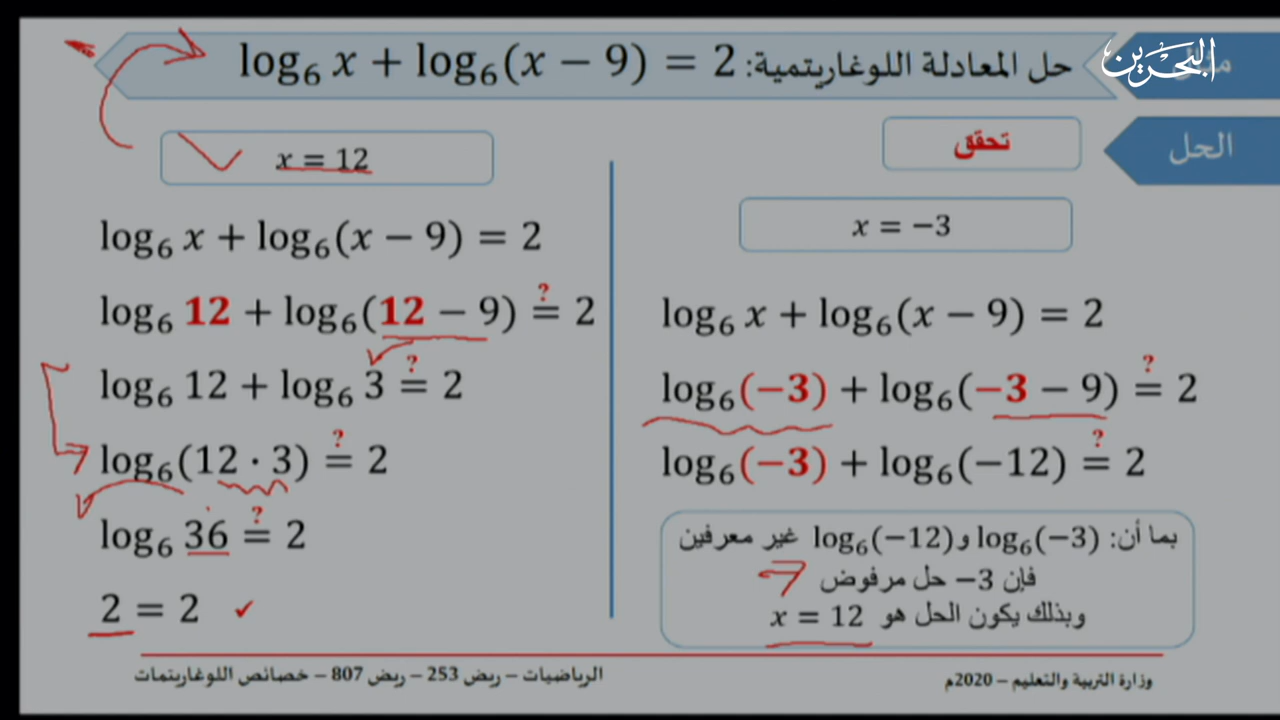 البحرين
حل المعادلة اللوغاريتمية: log₆ x + log₆(x − 9) = 2
الحل
تحقق
x = −3
log₆ x + log₆(x − 9) = 2
log₆(−3) + log₆(−3 − 9) ≟ 2
log₆(−3) + log₆(−12) ≟ 2
بما أن: log₆(−3) و log₆(−12) غير معرفين
فإن 3− حل مرفوض
وبذلك يكون الحل هو x = 12
x = 12
log₆ x + log₆(x − 9) = 2
log₆ 12 + log₆(12 − 9) ≟ 2
log₆ 12 + log₆ 3 ≟ 2
log₆(12 · 3) ≟ 2
log₆ 36 ≟ 2
2 = 2 ✓
وزارة التربية والتعليم – 2020م
الرياضيات – ريض 253 – ريض 807 – خصائص اللوغاريتمات